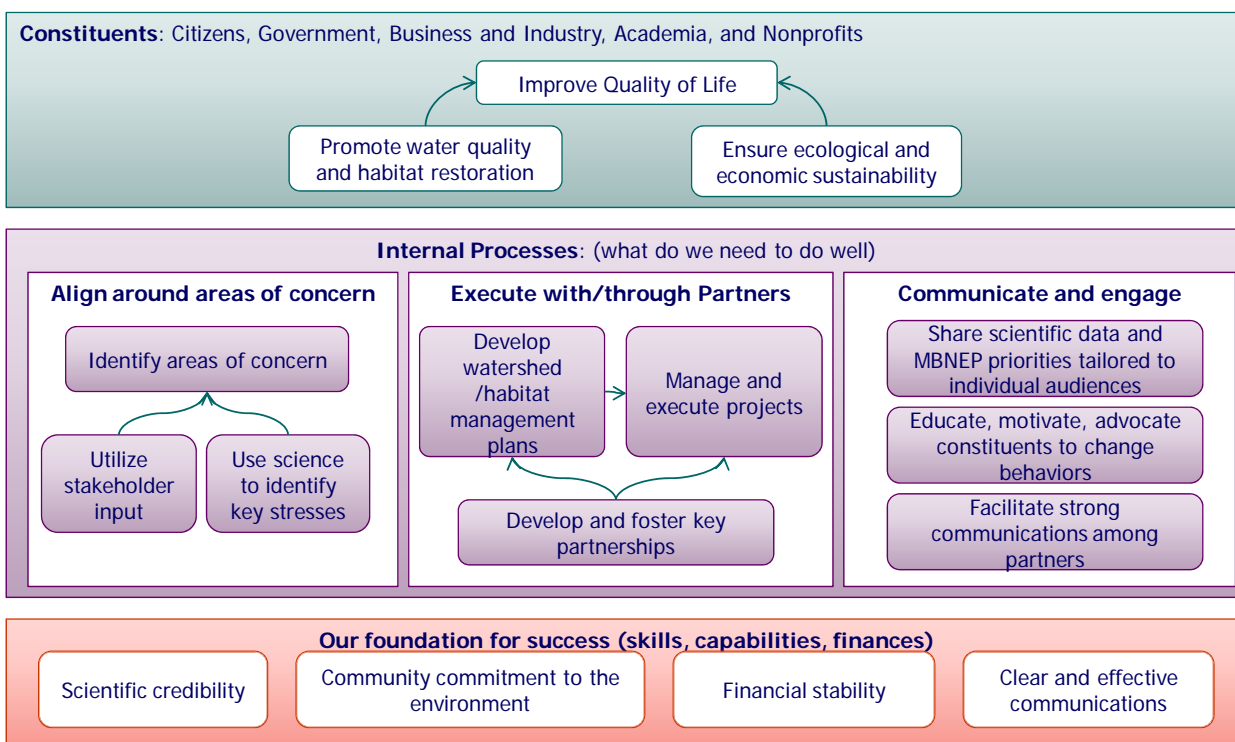 Constituents: Citizens, Government, Business and Industry, Academia, and Nonprofits
Improve Quality of Life
Promote water quality
and habitat restoration
Ensure ecological and
economic sustainability
Internal Processes: (what do we need to do well)
Align around areas of concern
Identify areas of concern
Utilize
stakeholder
input
Use science
to identify
key stresses
Execute with/through Partners
Develop
watershed
/habitat
management
plans
Manage and
execute projects
Develop and foster key
partnerships
Communicate and engage
Share scientific data and
MBNEP priorities tailored to
individual audiences
Educate, motivate, advocate
constituents to change
behaviors
Facilitate strong
communications among
partners
Our foundation for success (skills, capabilities, finances)
Scientific credibility
Community commitment to the
environment
Financial stability
Clear and effective
communications